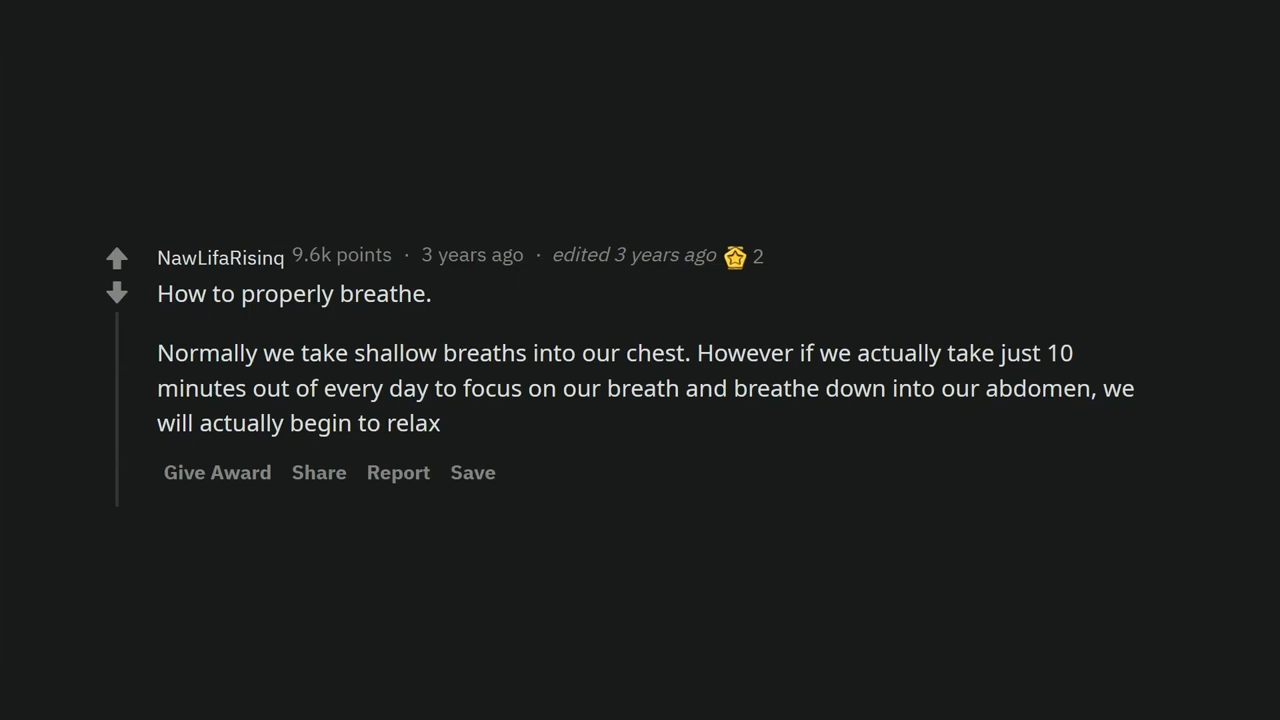 NawLifaRisinq 9.6k points · 3 years ago · edited 3 years ago 2
How to properly breathe.
Normally we take shallow breaths into our chest. However if we actually take just 10
minutes out of every day to focus on our breath and breathe down into our abdomen, we
will actually begin to relax
Give Award Share Report Save